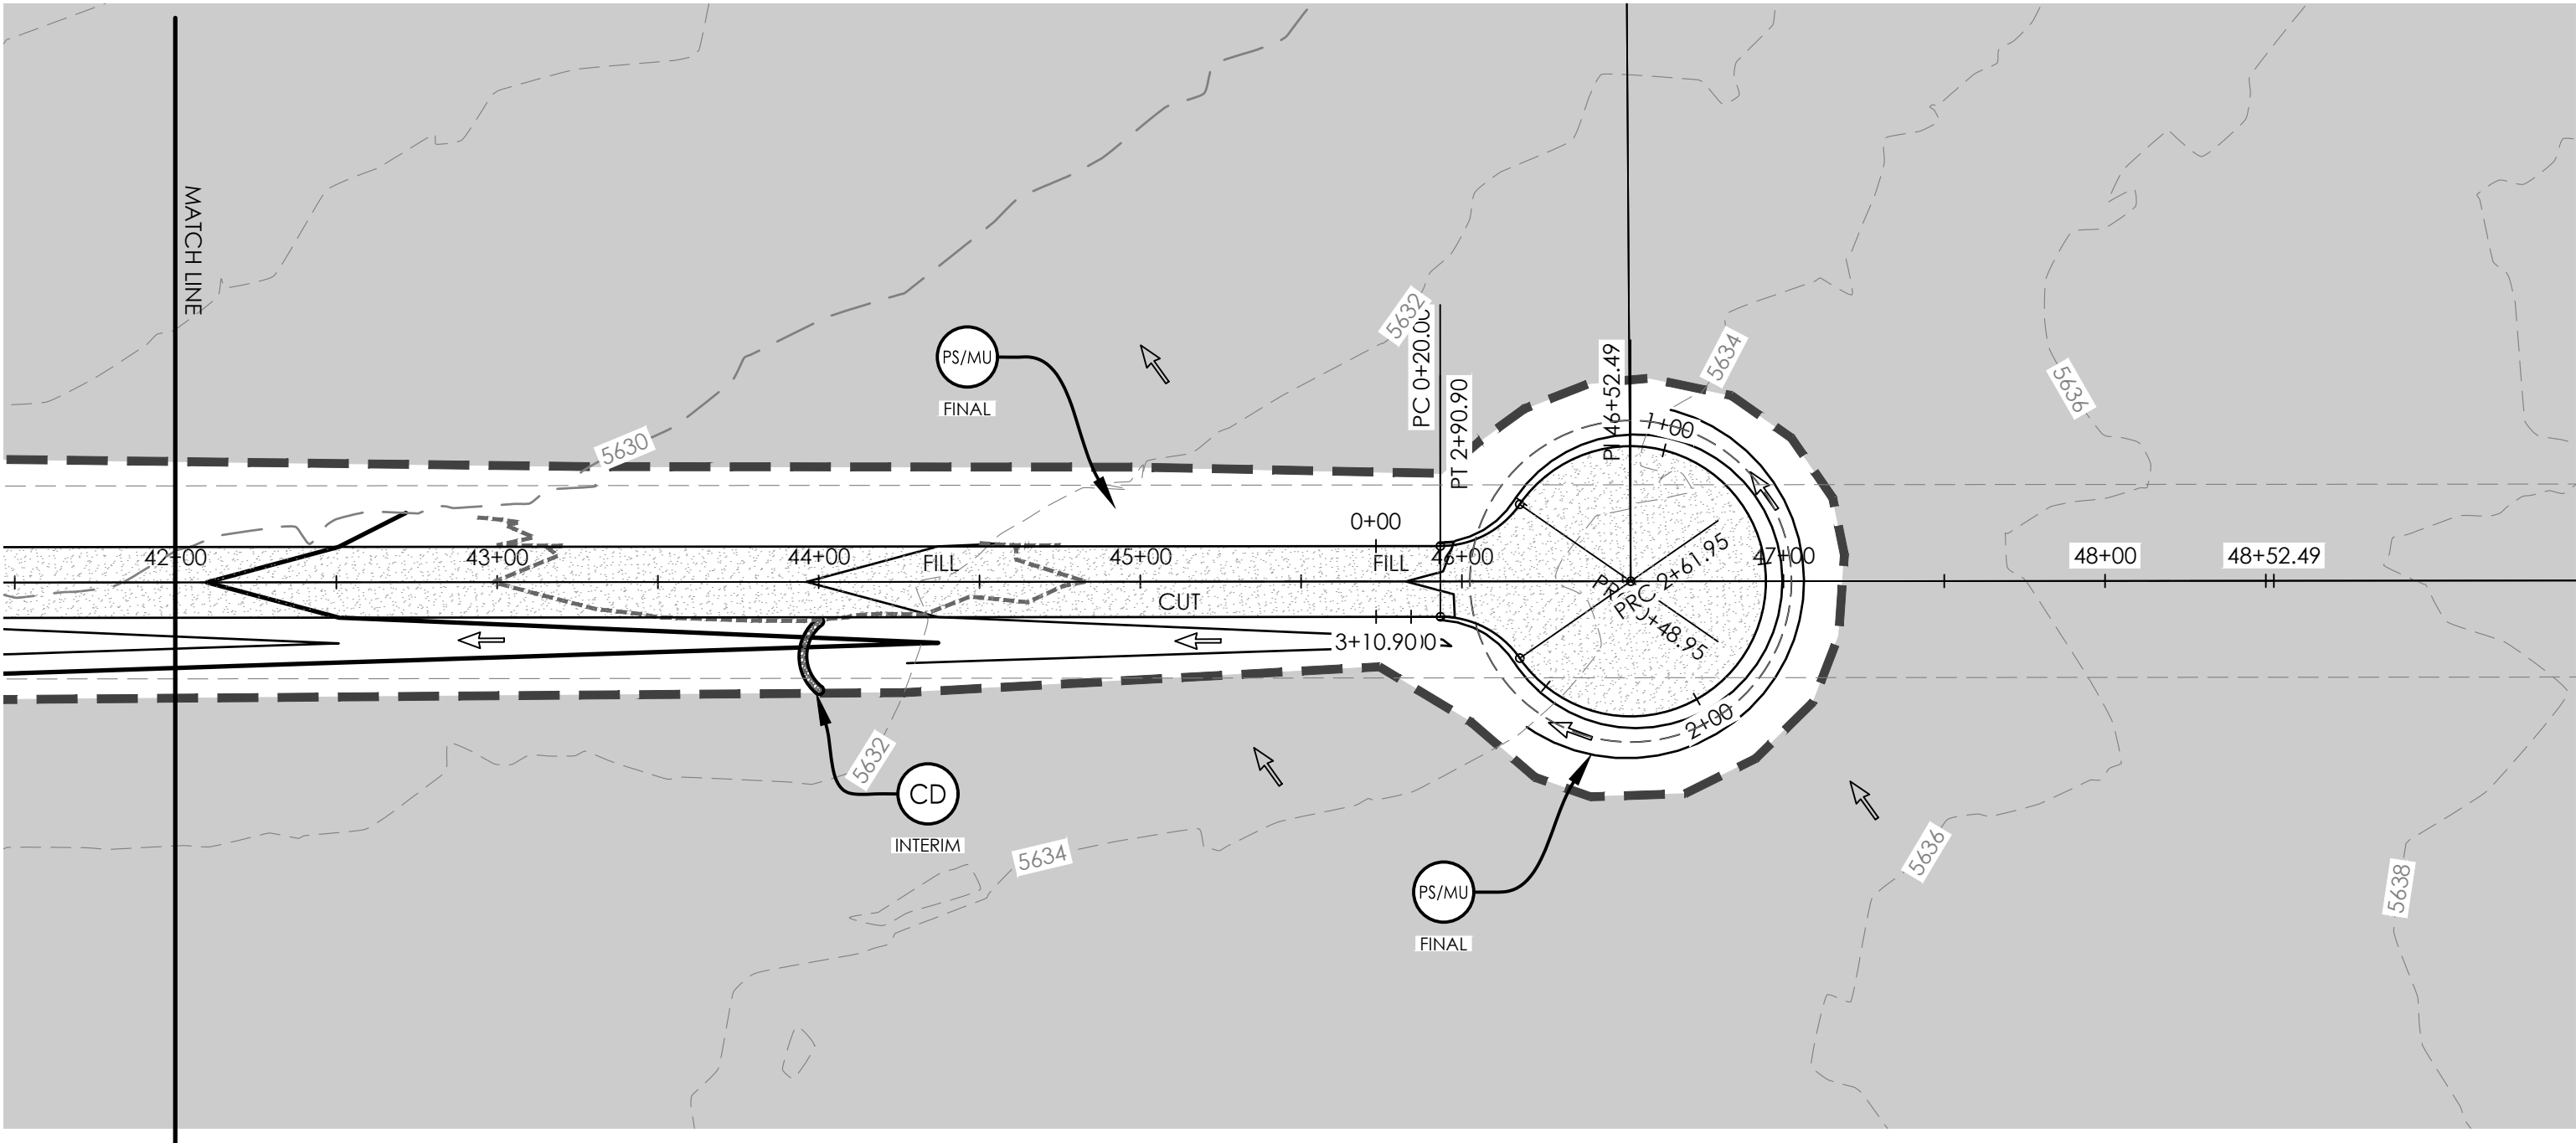 MATCH LINE
5632
PC 0+20.00
PT 2+90.90
PI 46+52.49
5634
5636
PS/MU
FINAL
5630
1+00
0+00
42+00
43+00
44+00
FILL
45+00
FILL
46+00
47+00
48+00
48+52.49
CUT
PRC 2+61.95
3+10.90
2+00
5632
CD
INTERIM
5634
5636
5638
PS/MU
FINAL